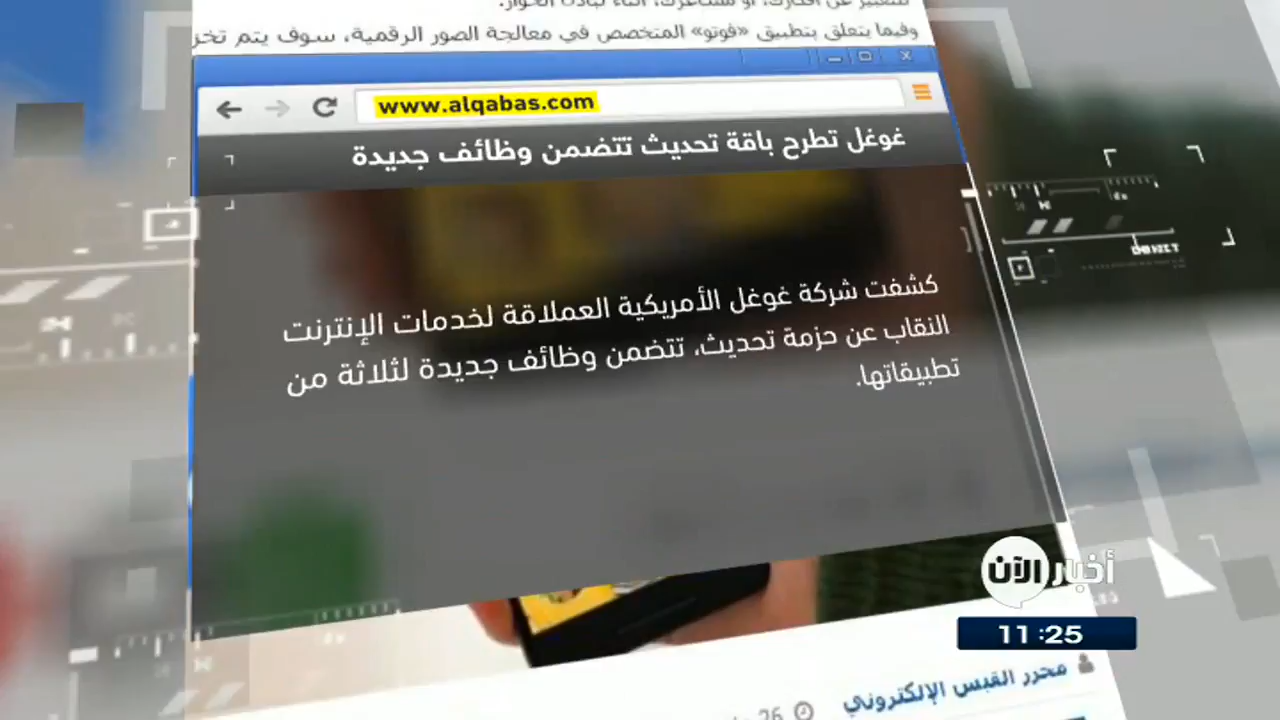 وفيما يتعلق بتطبيق «فوتو» المتخصص في معالجة الصور الرقمية، سوف يتم
www.alqabas.com
غوغل تطرح باقة تحديث تتضمن وظائف جديدة
كشفت شركة غوغل الأمريكية العملاقة لخدمات الإنترنت
النقاب عن حزمة تحديث، تتضمن وظائف جديدة لثلاثة من
تطبيقاتها.
أخبار الآن
11:25
محرر القبس الإلكتروني
26